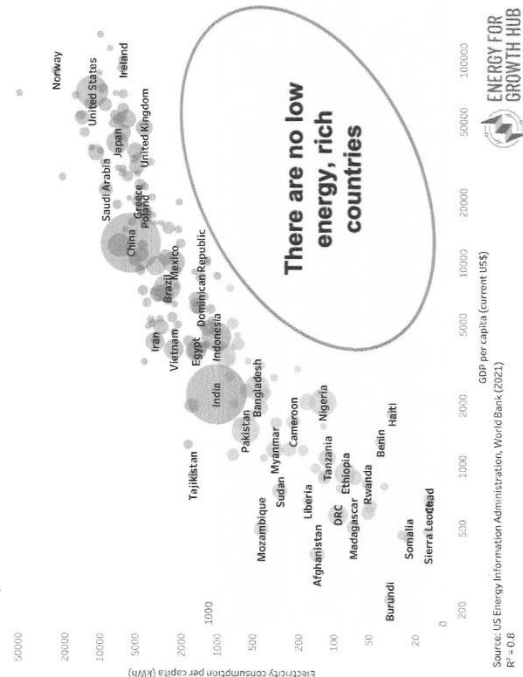 Electricity consumption per capita (kWh)
50000
20000
10000
5000
2000
1000
500
200
100
50
20
0
1000
Norway
United States
Ireland
Japan
United Kingdom
Saudi Arabia
Greece
Poland
China
Mexico
Brazil
Dominican Republic
Iran
Vietnam
Egypt
Indonesia
India
Bangladesh
Pakistan
Tajikistan
Myanmar
Cameroon
Nigeria
Sudan
Mozambique
Liberia
Tanzania
Ethiopia
Afghanistan
DRC
Madagascar
Rwanda
Benin
Haiti
Somalia
Sierra Leone
Chad
Burundi
There are no low
energy, rich
countries
200
500
1000
2000
5000
10000
20000
50000
100000
GDP per capita (current US$)
Source: US Energy Information Administration, World Bank (2021)
R² = 0.8
ENERGY FOR
GROWTH HUB